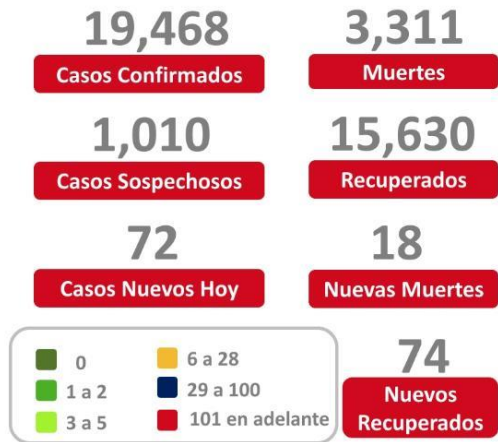 19,468
Casos Confirmados
3,311
Muertes
1,010
Casos Sospechosos
15,630
Recuperados
72
Casos Nuevos Hoy
18
Nuevas Muertes
0
1 a 2
3 a 5
6 a 28
29 a 100
101 en adelante
74
Nuevos
Recuperados